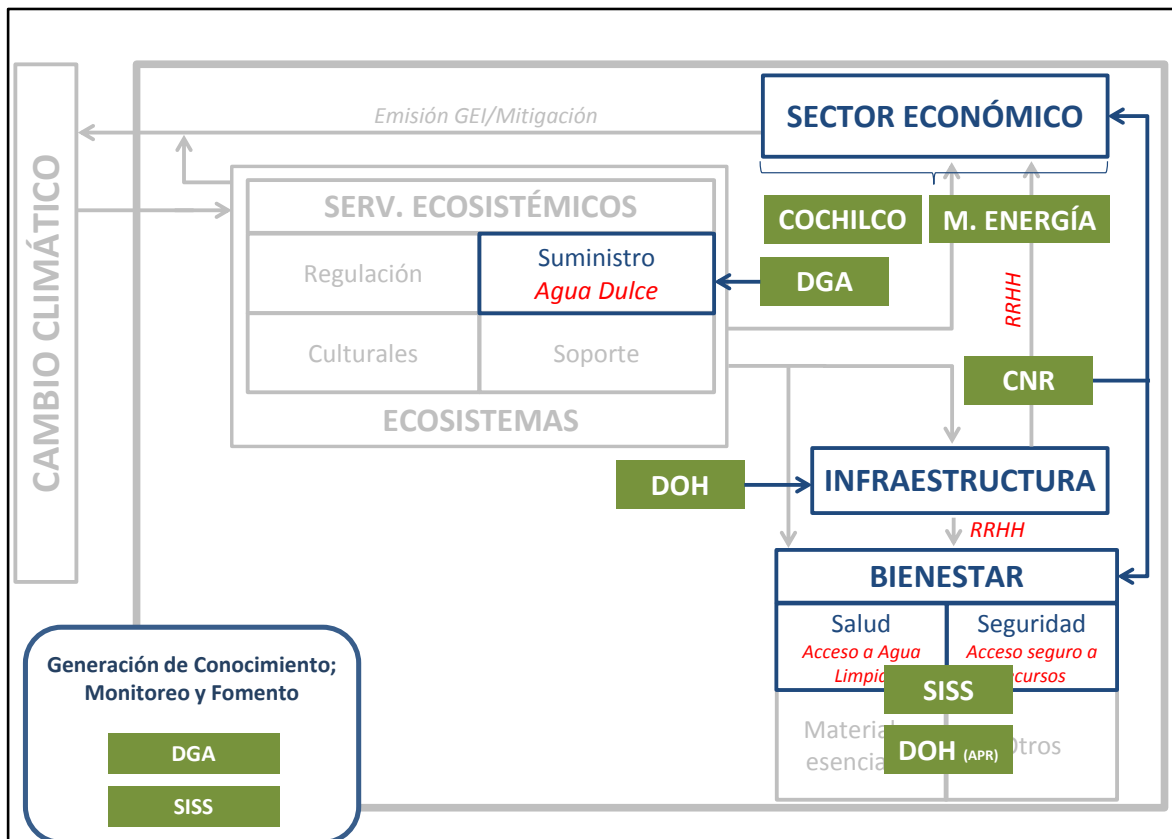 CAMBIO CLIMÁTICO
Emisión GEI/Mitigación
SECTOR ECONÓMICO
SERV. ECOSISTÉMICOS
COCHILCO
M. ENERGÍA
Regulación
Suministro
Agua Dulce
DGA
RRHH
Culturales
Soporte
CNR
ECOSISTEMAS
DOH
INFRAESTRUCTURA
RRHH
BIENESTAR
Salud
Acceso a Agua
Seguridad
Acceso seguro a
SISS
DOH (APR)
Generación de Conocimiento;
Monitoreo y Fomento
DGA
SISS